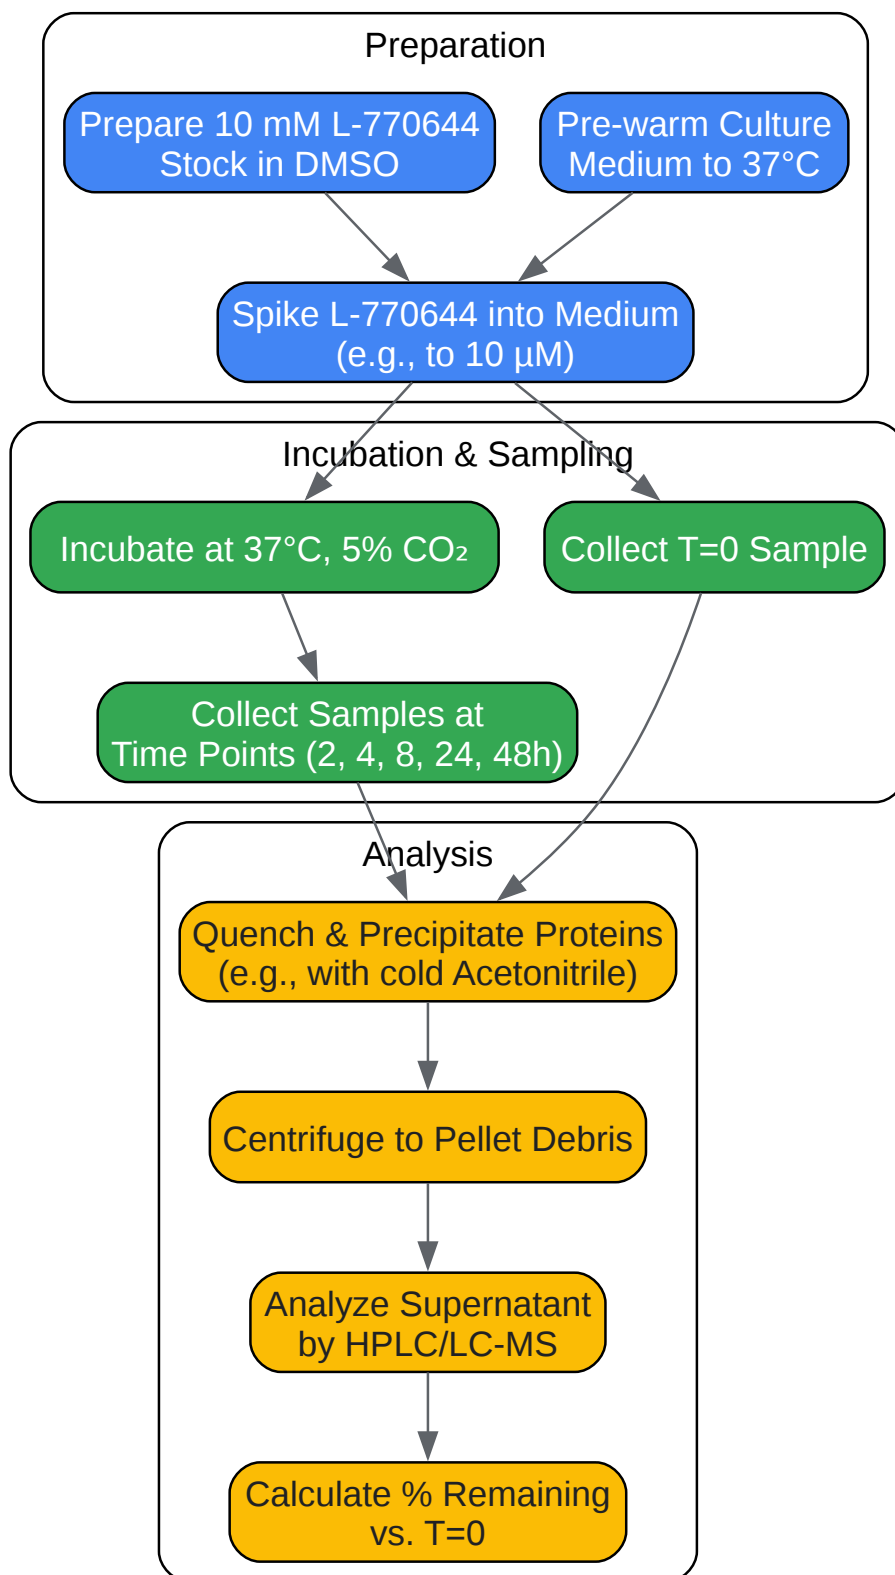 Preparation
Prepare 10 mM L-770644
Stock in DMSO
Pre-warm Culture
Medium to 37°C
Spike L-770644 into Medium
(e.g., to 10 µM)
Incubation & Sampling
Incubate at 37°C, 5% CO₂
Collect T=0 Sample
Collect Samples at
Time Points (2, 4, 8, 24, 48h)
Analysis
Quench & Precipitate Proteins
(e.g., with cold Acetonitrile)
Centrifuge to Pellet Debris
Analyze Supernatant
by HPLC/LC-MS
Calculate % Remaining
vs. T=0